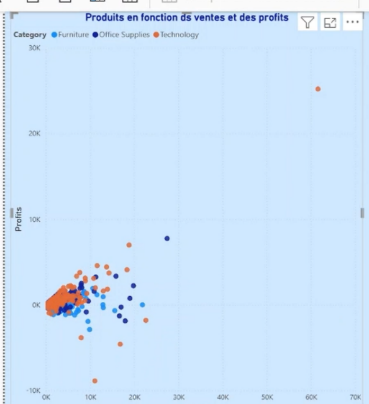 Produits en fonction ds ventes et des profits
Category Furniture Office Supplies Technology
30K
20K
10K
0K
-10K
Profits
0K 10K 20K 30K 40K 50K 60K 70K